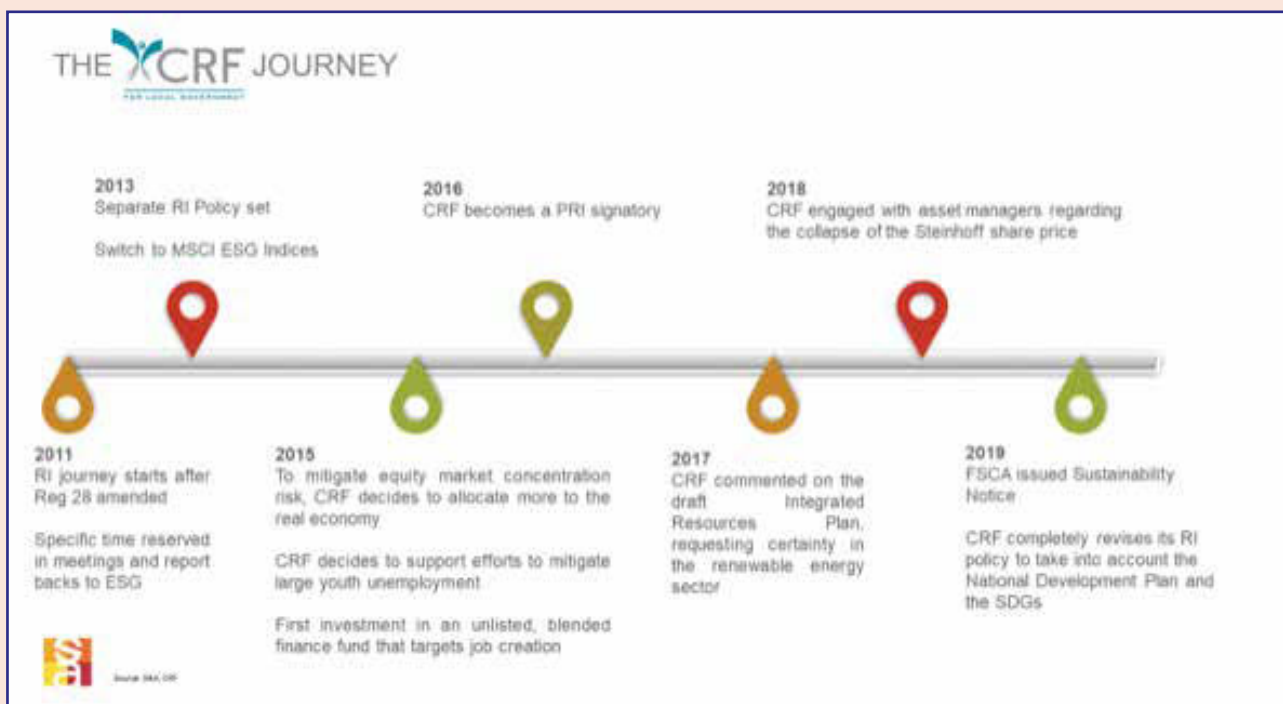 THE CRF JOURNEY
FOR LOCAL GOVERNMENT
2013
Separate RI Policy set
Switch to MSCI ESG Indices
2016
CRF becomes a PRI signatory
2018
CRF engaged with asset managers regarding
the collapse of the Steinhoff share price
2011
RI journey starts after
Reg 28 amended
Specific time reserved
in meetings and report
backs to ESG
2015
To mitigate equity market concentration
risk, CRF decides to allocate more to the
real economy
CRF decides to support efforts to mitigate
large youth unemployment
First investment in an unlisted, blended
finance fund that targets job creation
2017
CRF commented on the
draft Integrated
Resources Plan,
requesting certainty in
the renewable energy
sector
2019
FSCA issued Sustainability
Notice
CRF completely revises its RI
policy to take into account the
National Development Plan and
the SDGs
sa
Source: CRF